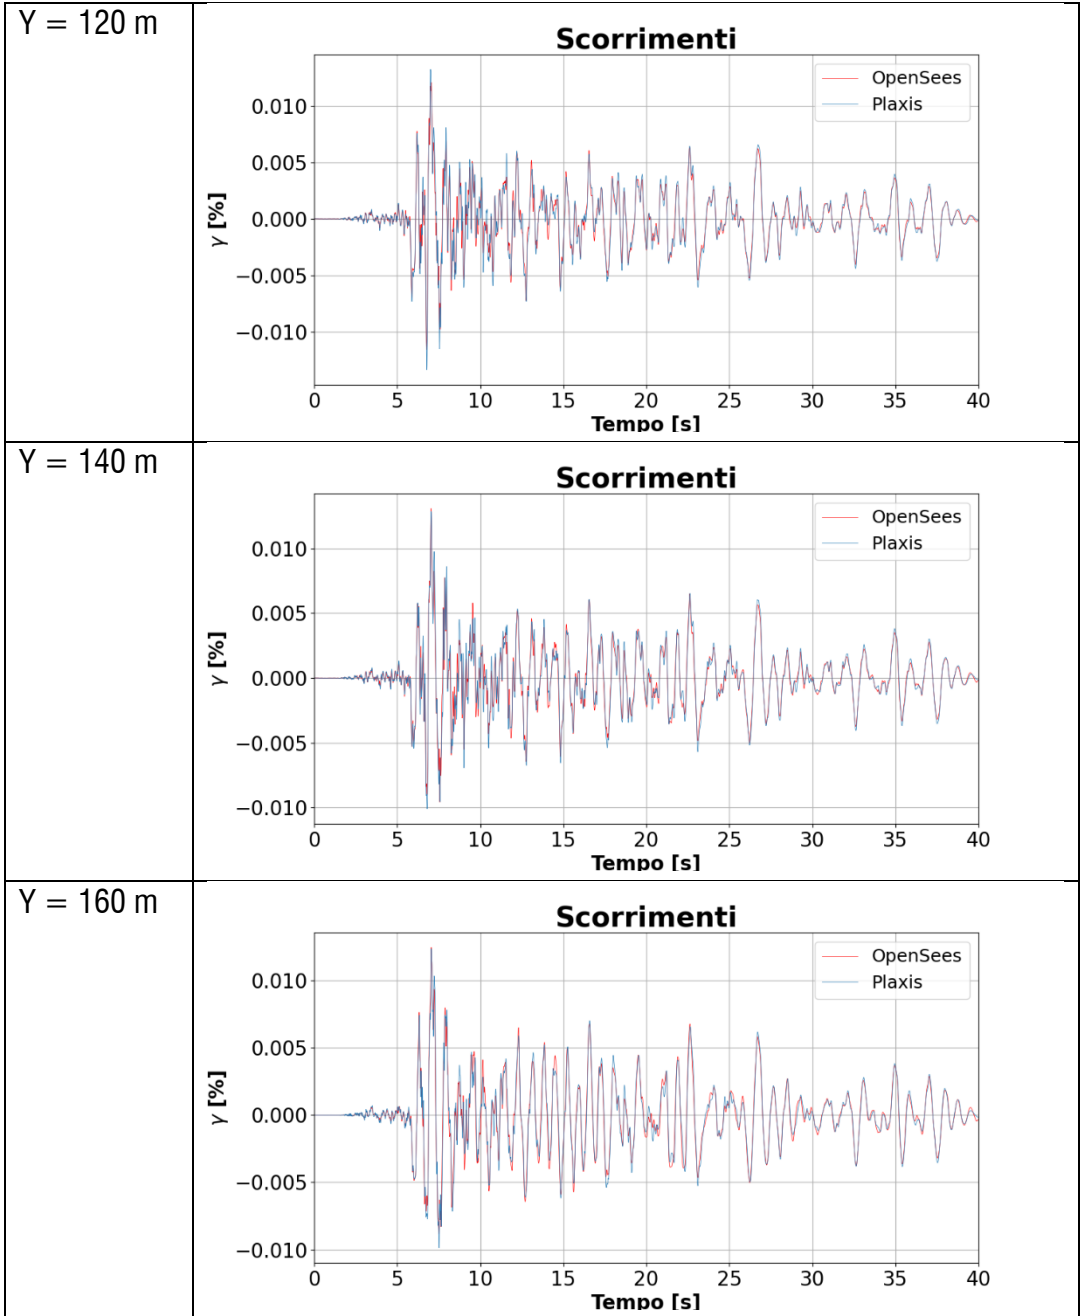 Y = 120 m
Scorrimenti
OpenSees
Plaxis
0.010
0.005
0.000
−0.005
−0.010
γ [%]
0 5 10 15 20 25 30 35 40
Tempo [s]
Y = 140 m
Scorrimenti
OpenSees
Plaxis
0.010
0.005
0.000
−0.005
−0.010
γ [%]
0 5 10 15 20 25 30 35 40
Tempo [s]
Y = 160 m
Scorrimenti
OpenSees
Plaxis
0.010
0.005
0.000
−0.005
−0.010
γ [%]
0 5 10 15 20 25 30 35 40
Tempo [s]